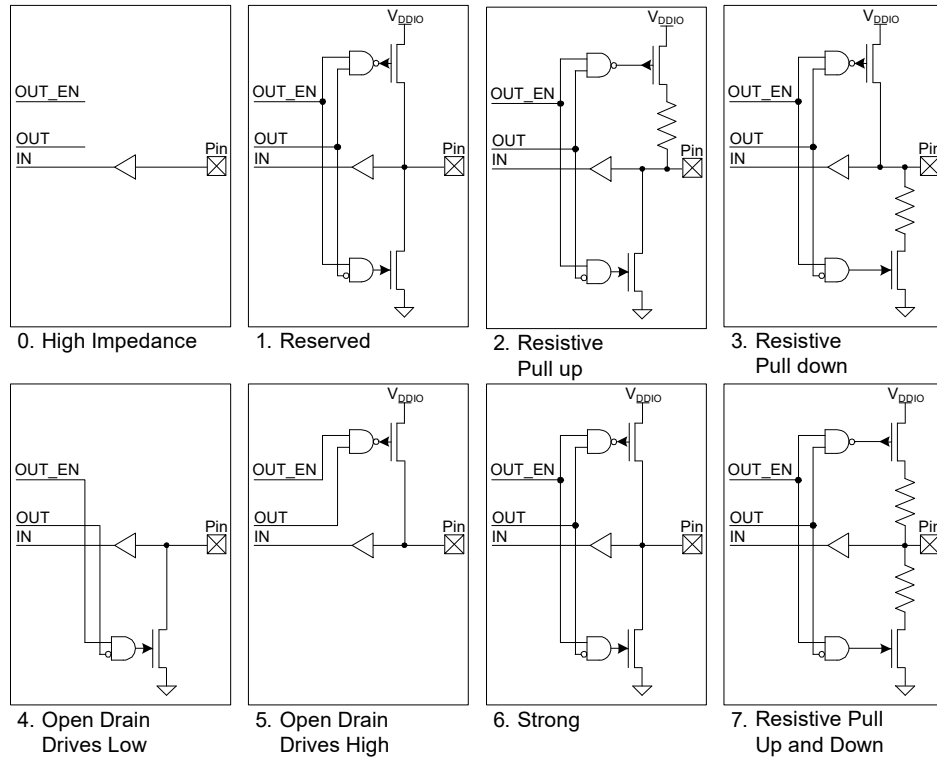 OUT_EN
OUT
IN
Pin
0. High Impedance
VDDIO
OUT_EN
OUT
IN
Pin
1. Reserved
VDDIO
OUT_EN
OUT
IN
Pin
2. Resistive
Pull up
VDDIO
OUT_EN
OUT
IN
Pin
3. Resistive
Pull down
OUT_EN
OUT
IN
Pin
4. Open Drain
Drives Low
VDDIO
OUT_EN
OUT
IN
Pin
5. Open Drain
Drives High
VDDIO
OUT_EN
OUT
IN
Pin
6. Strong
VDDIO
OUT_EN
OUT
IN
Pin
7. Resistive Pull
Up and Down